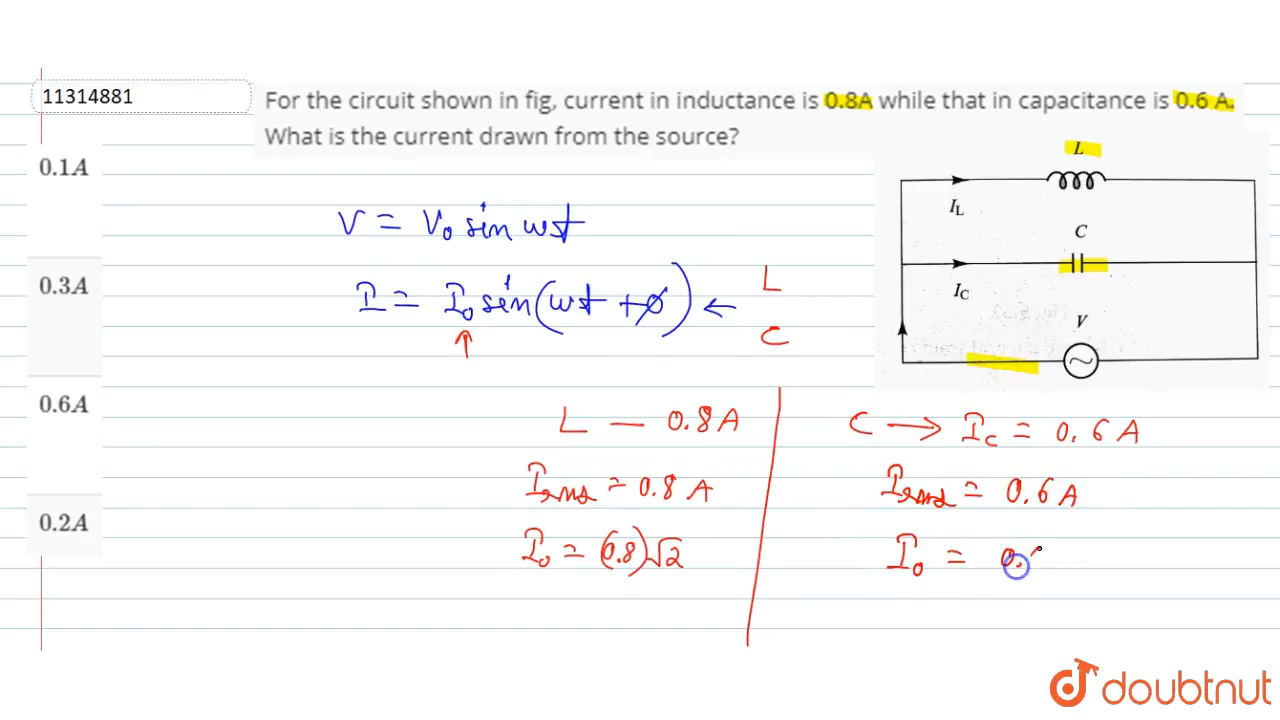 11314881
For the circuit shown in fig, current in inductance is 0.8A while that in capacitance is 0.6 A.
What is the current drawn from the source?
0.1A
0.3A
0.6A
0.2A
L
I_L
C
I_C
V
~
V = V₀ sin ωt
I = I₀ sin(ωt + φ) ← L
↑ C
L — 0.8A
I_rms = 0.8 A
I₀ = (0.8)√2
C → I_C = 0.6 A
I_rms = 0.6 A
I₀ = 0.
doubtnut